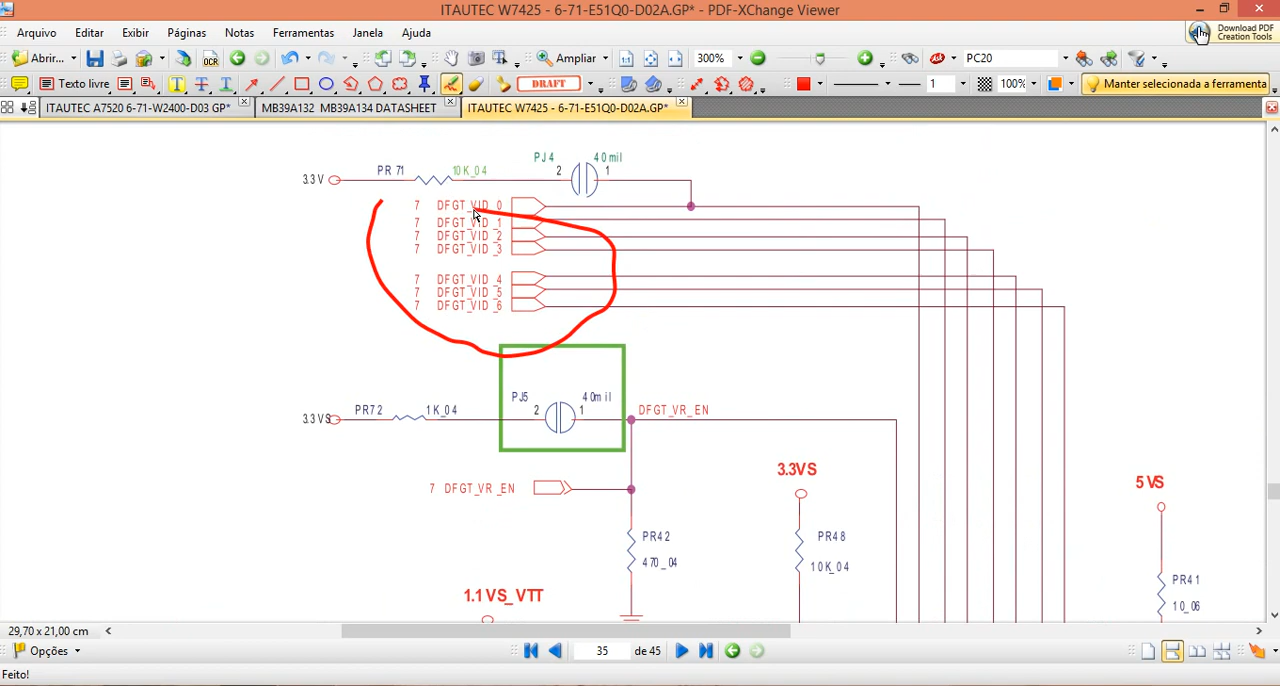 ITAUTEC W7425 - 6-71-E51Q0-D02A.GP* - PDF-XChange Viewer
Arquivo Editar Exibir Páginas Notas Ferramentas Janela Ajuda
Download PDF
Creation Tools
Abrir... OCR Ampliar 300% PC20
Texto livre DRAFT 1 100% Manter selecionada a ferramenta
ITAUTEC A7520 6-71-W2400-D03 GP* MB39A132 MB39A134 DATASHEET ITAUTEC W7425 - 6-71-E51Q0-D02A.GP*
PJ4 40mil
3.3V PR71 10K_04 2 1
7 DFGT_VID_0
7 DFGT_VID_1
7 DFGT_VID_2
7 DFGT_VID_3
7 DFGT_VID_4
7 DFGT_VID_5
7 DFGT_VID_6
PJ5 40mil
3.3VS PR72 1K_04 2 1 DFGT_VR_EN
3.3VS
7 DFGT_VR_EN
5VS
PR42
470_04
PR48
10K_04
PR41
10_06
1.1VS_VTT
29,70 x 21,00 cm
Opções 35 de 45
Feito!